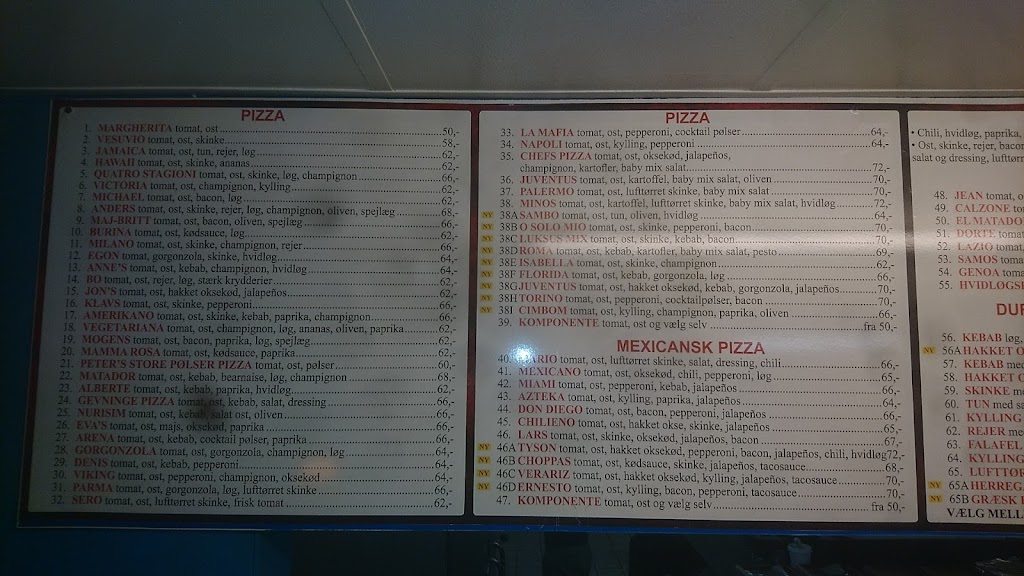 PIZZA
1. MARGHERITA tomat, ost 50,-
2. VESUVIO tomat, ost, skinke 58,-
3. JAMAICA tomat, ost, tun, rejer, løg 62,-
4. HAWAII tomat, ost, skinke, ananas 62,-
5. QUATRO STAGIONI tomat, ost, skinke, løg, champignon 66,-
6. VICTORIA tomat, ost, champignon, kylling 62,-
7. MICHAEL tomat, ost, bacon, løg 62,-
8. ANDERS tomat, ost, skinke, rejer, løg, champignon, oliven, spejlæg 68,-
9. MAJ-BRITT tomat, ost, bacon, oliven, spejlæg 66,-
10. BURINA tomat, ost, kødsauce, løg 62,-
11. MILANO tomat, ost, skinke, champignon, rejer 66,-
12. EGON tomat, gorgonzola, skinke, hvidløg 64,-
13. ANNE'S tomat, ost, kebab, champignon, hvidløg 64,-
14. BO tomat, ost, rejer, løg, stærk krydderier 62,-
15. JON'S tomat, ost, hakket oksekød, jalapeños 62,-
16. KLAVS tomat, ost, skinke, pepperoni 62,-
17. AMERIKANO tomat, ost, skinke, kebab, paprika, champignon 66,-
18. VEGETARIANA tomat, ost, champignon, løg, ananas, oliven, paprika 62,-
19. MOGENS tomat, ost, bacon, paprika, løg, spejlæg 62,-
20. MAMMA ROSA tomat, ost, kødsauce, paprika 62,-
21. PETER'S STORE PØLSER PIZZA tomat, ost, pølser 60,-
22. MATADOR tomat, ost, kebab, bearnaise, løg, champignon 68,-
23. ALBERTE tomat, ost, kebab, paprika, hvidløg 62,-
24. GEVNINGE PIZZA tomat, ost, kebab, salat, dressing 66,-
25. NURISIM tomat, ost, kebab, salat ost, oliven 66,-
26. EVA'S tomat, ost, majs, oksekød, paprika 66,-
27. ARENA tomat, ost, kebab, cocktail pølser, paprika 66,-
28. GORGONZOLA tomat, ost, gorgonzola, champignon, løg 64,-
29. DENIS tomat, ost, kebab, pepperoni 64,-
30. VIKING tomat, ost, pepperoni, champignon, oksekød 64,-
31. PARMA tomat, ost, gorgonzola, løg, lufttørret skinke 66,-
32. SERO tomat, ost, lufttørret skinke, frisk tomat 62,-
PIZZA
33. LA MAFIA tomat, ost, pepperoni, cocktail pølser 64,-
34. NAPOLI tomat, ost, kylling, pepperoni 64,-
35. CHEFS PIZZA tomat, ost, oksekød, jalapeños,
champignon, kartofler, baby mix salat 72,-
36. JUVENTUS tomat, ost, kartoffel, baby mix salat, oliven 70,-
37. PALERMO tomat, ost, lufttørret skinke, baby mix salat 70,-
38. MINOS tomat, ost, kartoffel, lufttørret skinke, baby mix salat, hvidløg 72,-
NY 38A SAMBO tomat, ost, tun, oliven, hvidløg 64,-
NY 38B O SOLO MIO tomat, ost, skinke, pepperoni, bacon 70,-
NY 38C LUKSUS MIX tomat, ost, skinke, kebab, bacon 70,-
NY 38D ROMA tomat, ost, kebab, kartofler, baby mix salat, pesto 69,-
NY 38E ISABELLA tomat, ost, skinke, champignon 62,-
NY 38F FLORIDA tomat, ost, kebab, gorgonzola, løg 66,-
NY 38G JUVENTUS tomat, ost, hakket oksekød, kebab, gorgonzola, jalapeños 70,-
NY 38H TORINO tomat, ost, pepperoni, cocktailpølser, bacon 70,-
NY 38I CIMBOM tomat, ost, kylling, champignon, paprika, oliven 66,-
39. KOMPONENTE tomat, ost og vælg selv fra 50,-
MEXICANSK PIZZA
40. MARIO tomat, ost, lufttørret skinke, salat, dressing, chili 66,-
41. MEXICANO tomat, ost, oksekød, chili, pepperoni, løg 65,-
42. MIAMI tomat, ost, pepperoni, kebab, jalapeños 66,-
43. AZTEKA tomat, ost, kylling, paprika, jalapeños 64,-
44. DON DIEGO tomat, ost, bacon, pepperoni, jalapeños 66,-
45. CHILIENO tomat, ost, hakket okse, skinke, jalapeños 65,-
46. LARS tomat, ost, skinke, oksekød, jalapeños, bacon 67,-
NY 46A TYSON tomat, ost, hakket oksekød, pepperoni, bacon, jalapeños, chili, hvidløg 72,-
NY 46B CHOPPAS tomat, ost, kødsauce, skinke, jalapeños, tacosauce 68,-
NY 46C VERARIZ tomat, ost, hakket oksekød, kylling, jalapeños, tacosauce 70,-
NY 46D ERNESTO tomat, ost, kylling, bacon, pepperoni, tacosauce 70,-
47. KOMPONENTE tomat, ost og vælg selv fra 50,-
• Chili, hvidløg, paprika,
• Ost, skinke, rejer, bacon
salat og dressing, lufttørr
48. JEAN tomat, o
49. CALZONE to
50. EL MATADO
51. DORTE tomat
52. LAZIO tomat
53. SAMOS toma
54. GENOA tomat
55. HVIDLØGS
DU
56. KEBAB løg,
NY 56A HAKKET O
57. KEBAB med
58. HAKKET O
59. SKINKE me
60. TUN med sa
61. KYLLING
62. REJER me
63. FALAFEL
64. KYLLING
65. LUFTTO
NY 65A HERREG
NY 65B GRÆSK
VÆLG MELL